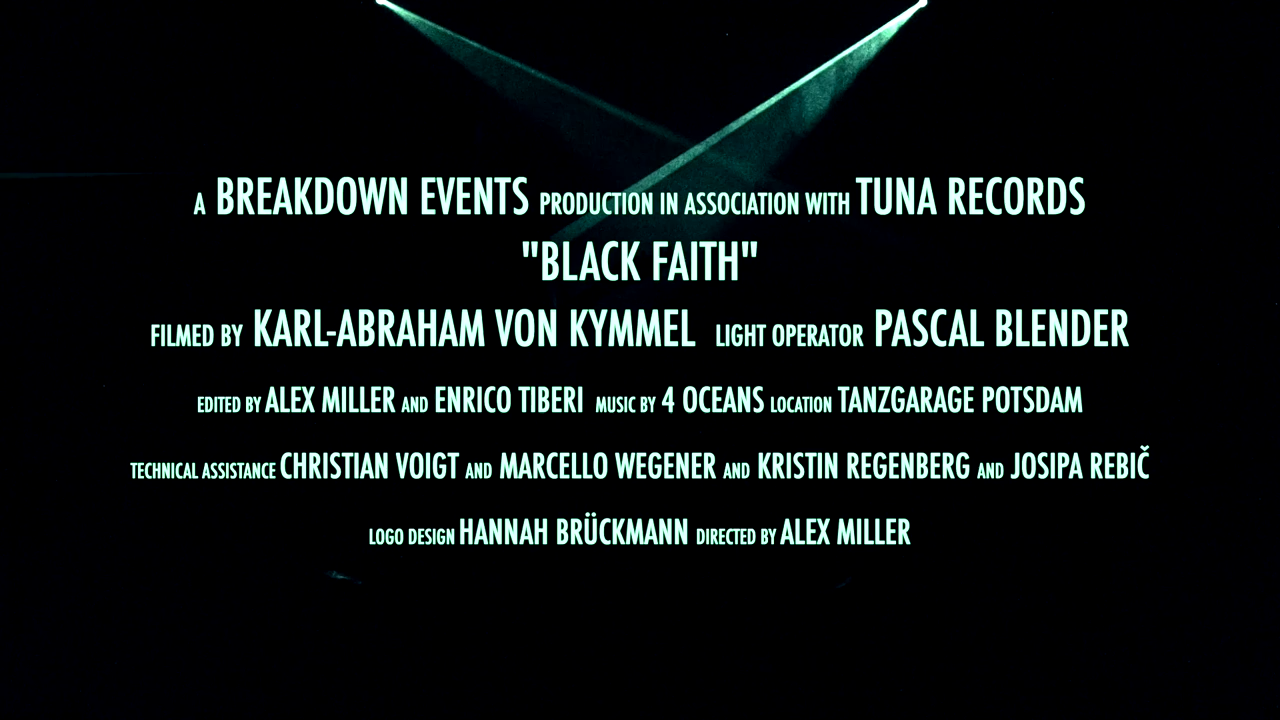 A BREAKDOWN EVENTS PRODUCTION IN ASSOCIATION WITH TUNA RECORDS
"BLACK FAITH"
FILMED BY KARL-ABRAHAM VON KYMMEL LIGHT OPERATOR PASCAL BLENDER
EDITED BY ALEX MILLER AND ENRICO TIBERI MUSIC BY 4 OCEANS LOCATION TANZGARAGE POTSDAM
TECHNICAL ASSISTANCE CHRISTIAN VOIGT AND MARCELLO WEGENER AND KRISTIN REGENBERG AND JOSIPA REBIČ
LOGO DESIGN HANNAH BRÜCKMANN DIRECTED BY ALEX MILLER